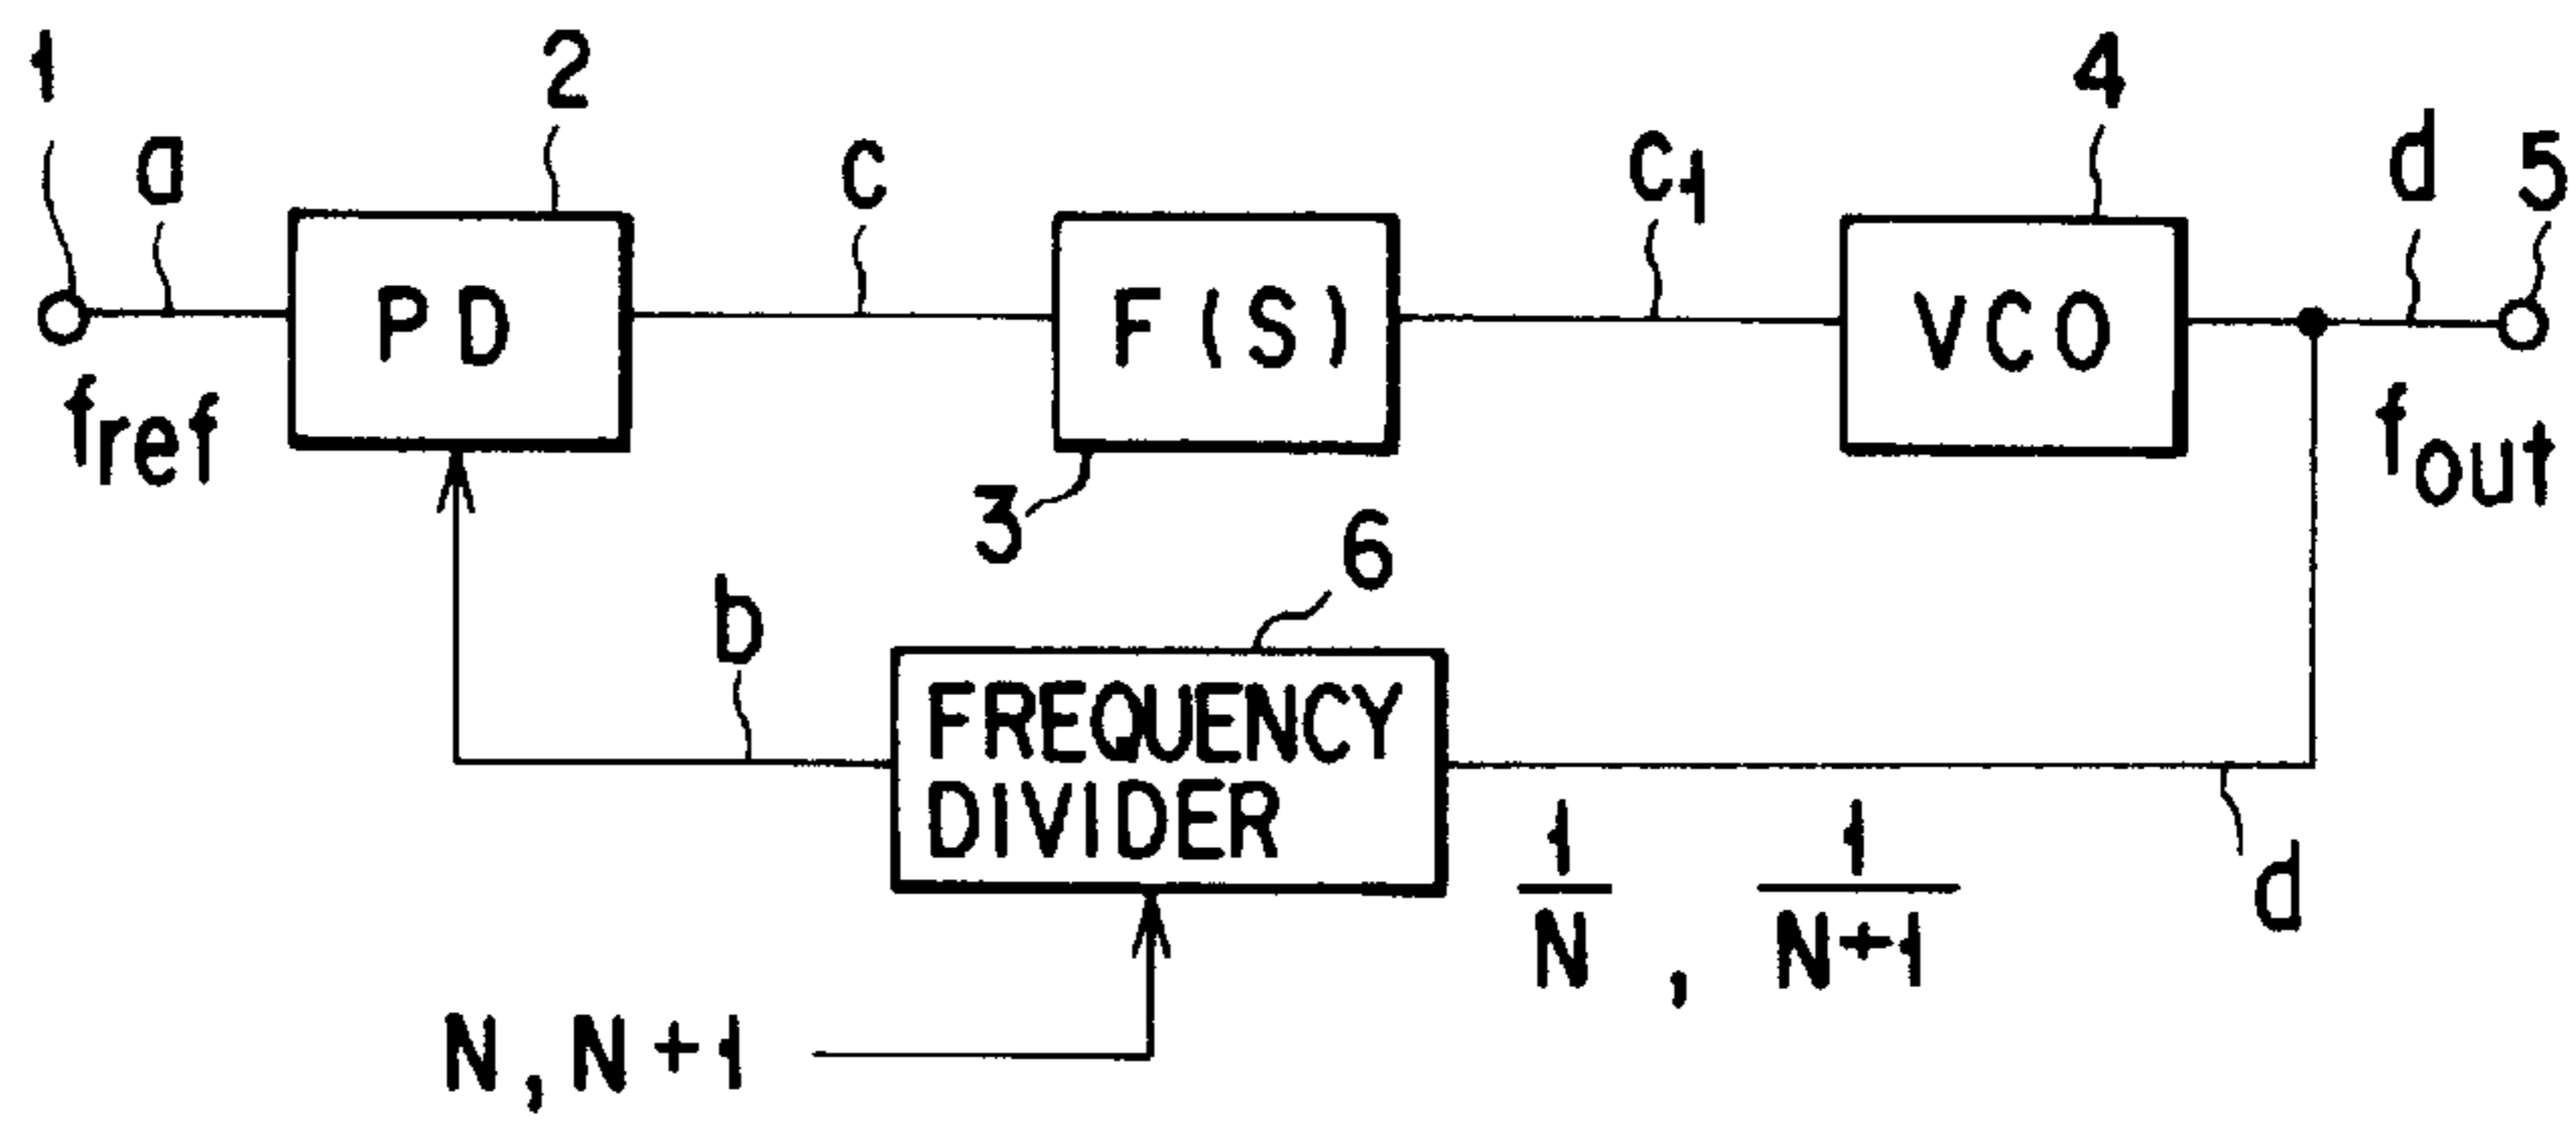 1
a
2
c
c1
4
d
5
PD
F(S)
VCO
fref
fout
3
6
b
FREQUENCY
DIVIDER
1/N , 1/N+1
d
N, N+1